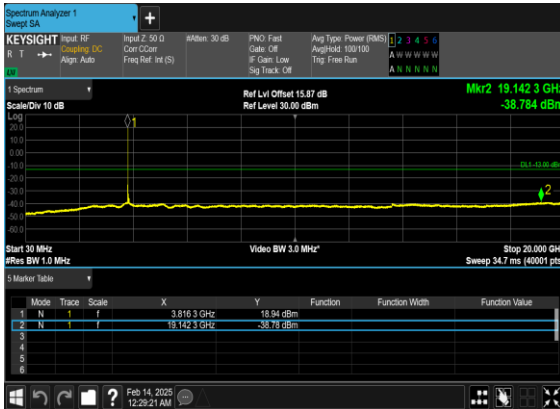 Spectrum Analyzer 1
Swept SA
+
KEYSIGHT Input: RF Input Z: 50 Ω #Atten: 30 dB PNO: Fast Avg Type: Power (RMS) 1 2 3 4 5 6
R T Coupling: DC Corr CCorr Gate: Off Avg|Hold: 100/100 A W W W W W
Align: Auto Freq Ref: Int (S) IF Gain: Low Trig: Free Run
Sig Track: Off A N N N N N
1 Spectrum Ref Lvl Offset 15.87 dB Mkr2 19.142 3 GHz
Scale/Div 10 dB Ref Level 30.00 dBm -38.784 dBm
Log
1
20.0
10.0
0.00
-10.0 DL1 -13.00 dBm
-20.0
-30.0 2
-40.0
-50.0
-60.0
Start 30 MHz Video BW 3.0 MHz* Stop 20.000 GHz
#Res BW 1.0 MHz Sweep 34.7 ms (40001 pts)
5 Marker Table
Mode Trace Scale X Y Function Function Width Function Value
1 N 1 f 3.816 3 GHz 18.94 dBm
2 N 1 f 19.142 3 GHz -38.78 dBm
3
4
5
6
? Feb 14, 2025
12:29:21 AM